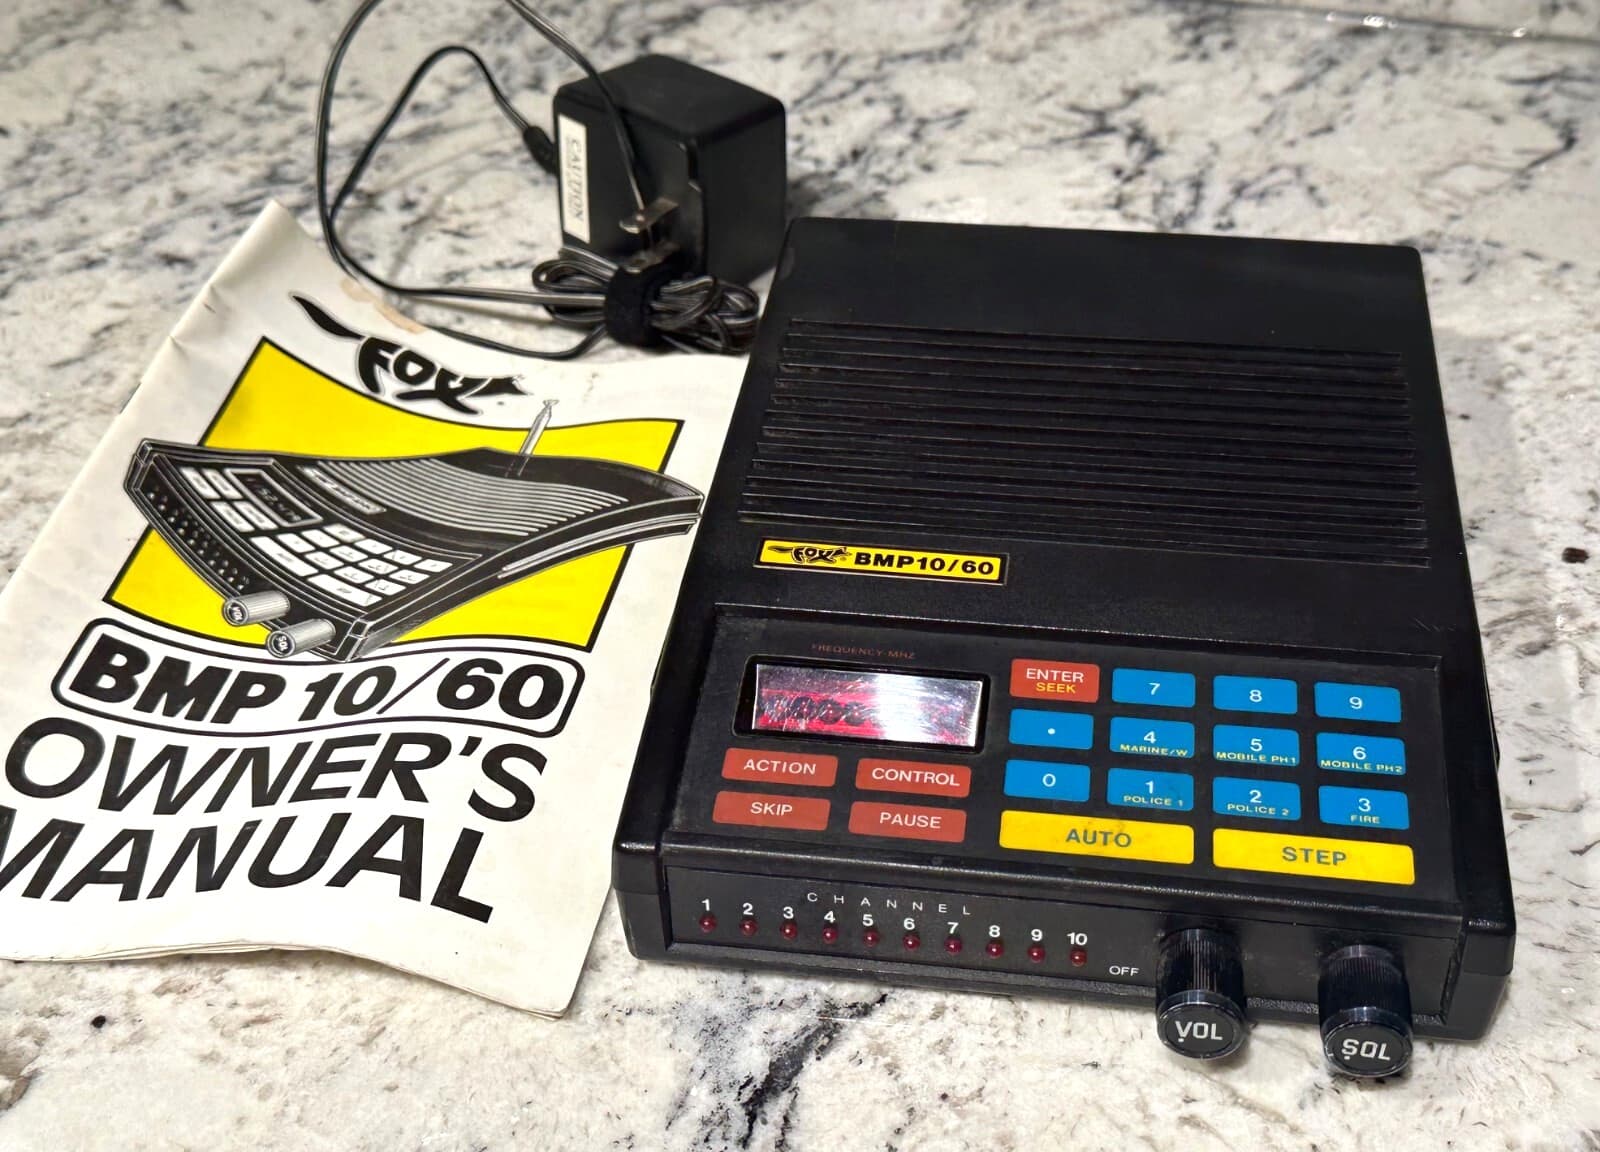 CAUTION
FOX
BMP 10/60
OWNER'S
MANUAL
VOL
SQL
FOX® BMP10/60
FREQUENCY-MHZ
ENTER
SEEK
7
8
9
.
4
MARINE/W
5
MOBILE PH1
6
MOBILE PH2
0
1
POLICE 1
2
POLICE 2
3
FIRE
ACTION
CONTROL
SKIP
PAUSE
AUTO
STEP
CHANNEL
1 2 3 4 5 6 7 8 9 10
OFF
VOL
SQL